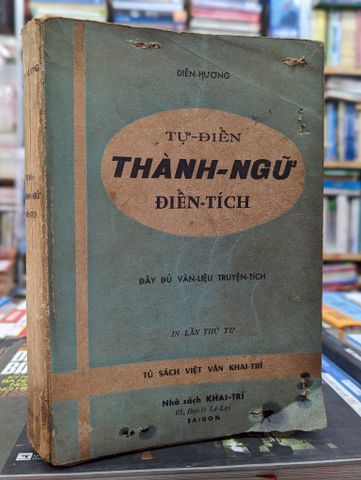 DIÊN-HƯƠNG
TỰ-ĐIỂN
THÀNH-NGỮ
ĐIỂN-TÍCH
ĐẦY ĐỦ VĂN-LIỆU TRUYỆN-TÍCH
IN LẦN THỨ TƯ
TỦ SÁCH VIỆT VĂN KHAI-TRÍ
Nhà sách KHAI-TRÍ
62, Đại-lộ Lê-Lợi
SAIGON